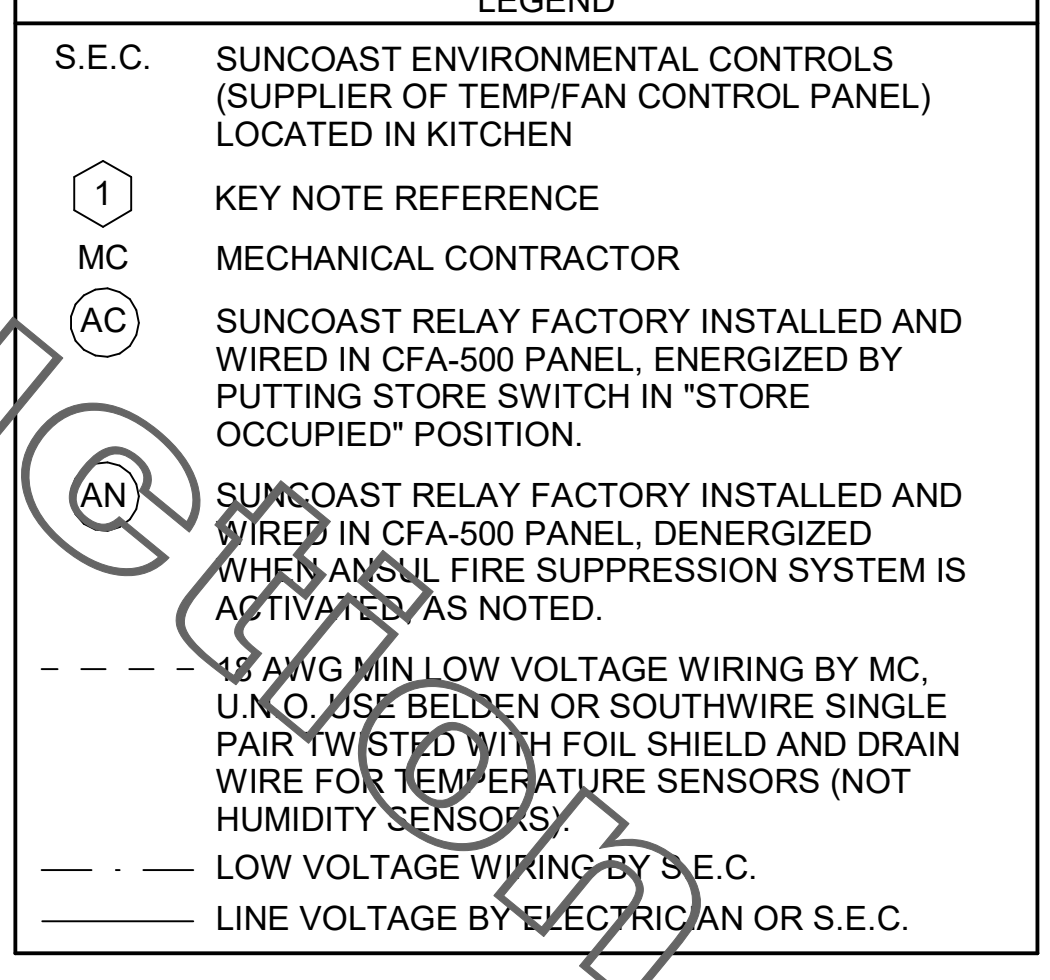 LEGEND
S.E.C. SUNCOAST ENVIRONMENTAL CONTROLS
(SUPPLIER OF TEMP/FAN CONTROL PANEL)
LOCATED IN KITCHEN
1 KEY NOTE REFERENCE
MC MECHANICAL CONTRACTOR
AC SUNCOAST RELAY FACTORY INSTALLED AND
WIRED IN CFA-500 PANEL, ENERGIZED BY
PUTTING STORE SWITCH IN "STORE
OCCUPIED" POSITION.
AN SUNCOAST RELAY FACTORY INSTALLED AND
WIRED IN CFA-500 PANEL, DENERGIZED
WHEN ANSUL FIRE SUPPRESSION SYSTEM IS
ACTIVATED, AS NOTED.
18 AWG MIN LOW VOLTAGE WIRING BY MC,
U.N.O. USE BELDEN OR SOUTHWIRE SINGLE
PAIR TWISTED WITH FOIL SHIELD AND DRAIN
WIRE FOR TEMPERATURE SENSORS (NOT
HUMIDITY SENSORS).
LOW VOLTAGE WIRING BY S.E.C.
LINE VOLTAGE BY ELECTRICIAN OR S.E.C.
ction